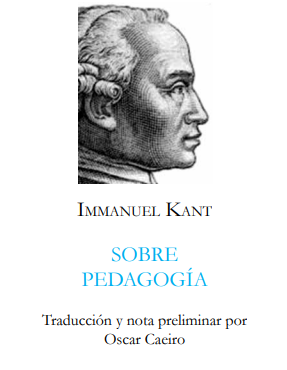 IMMANUEL KANT
SOBRE
PEDAGOGÍA
Traducción y nota preliminar por
Oscar Caeiro